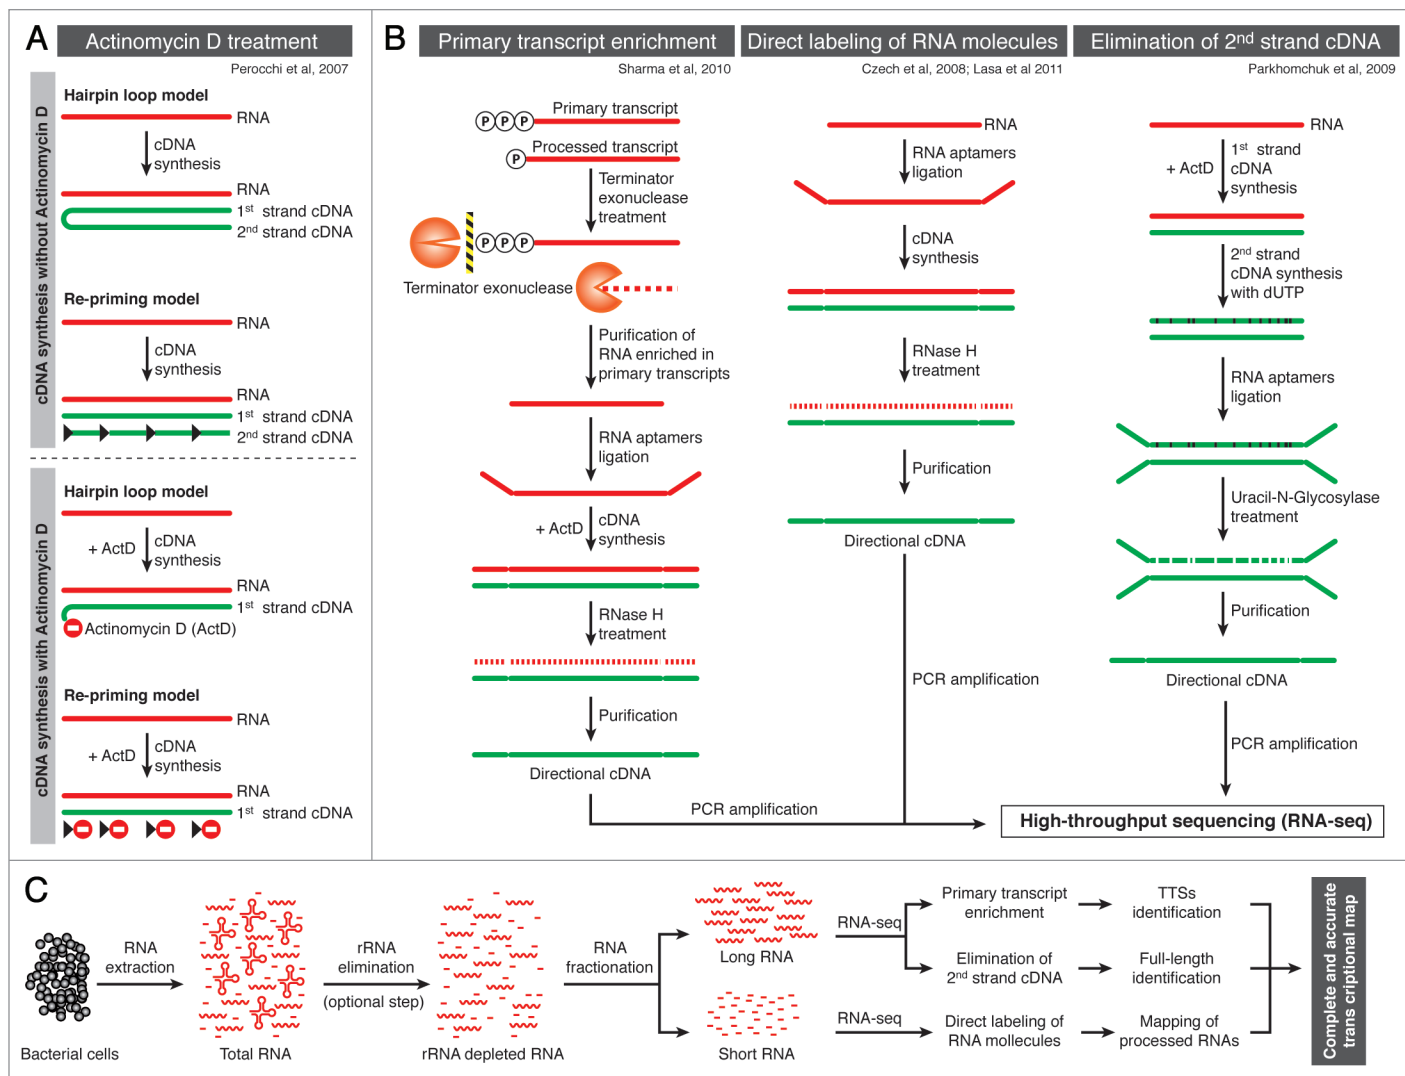 A
Actinomycin D treatment
Perocchi et al, 2007
cDNA synthesis without Actinomycin D
Hairpin loop model
RNA
cDNA
synthesis
RNA
1st strand cDNA
2nd strand cDNA
Re-priming model
RNA
cDNA
synthesis
RNA
1st strand cDNA
2nd strand cDNA
cDNA synthesis with Actinomycin D
Hairpin loop model
RNA
+ ActD
cDNA
synthesis
RNA
1st strand cDNA
Actinomycin D (ActD)
Re-priming model
RNA
+ ActD
cDNA
synthesis
RNA
1st strand cDNA
B
Primary transcript enrichment
Sharma et al, 2010
Primary transcript
P P P
Processed transcript
P
Terminator
exonuclease
treatment
P P P
Terminator exonuclease
Purification of
RNA enriched in
primary transcripts
RNA aptamers
ligation
+ ActD
cDNA
synthesis
RNase H
treatment
Purification
Directional cDNA
PCR amplification
Direct labeling of RNA molecules
Czech et al, 2008; Lasa et al 2011
RNA
RNA aptamers
ligation
cDNA
synthesis
RNase H
treatment
Purification
Directional cDNA
PCR amplification
Elimination of 2nd strand cDNA
Parkhomchuk et al, 2009
RNA
+ ActD
1st strand
cDNA
synthesis
2nd strand
cDNA synthesis
with dUTP
RNA aptamers
ligation
Uracil-N-Glycosylase
treatment
Purification
Directional cDNA
PCR amplification
High-throughput sequencing (RNA-seq)
C
Bacterial cells
RNA
extraction
Total RNA
rRNA
elimination
(optional step)
rRNA depleted RNA
RNA
fractionation
Long RNA
Short RNA
RNA-seq
RNA-seq
Primary transcript
enrichment
TTSs
identification
Elimination of
2nd strand cDNA
Full-length
identification
Direct labeling of
RNA mollecules
Mapping of
processed RNAs
Complete and accurate
trans criptional map